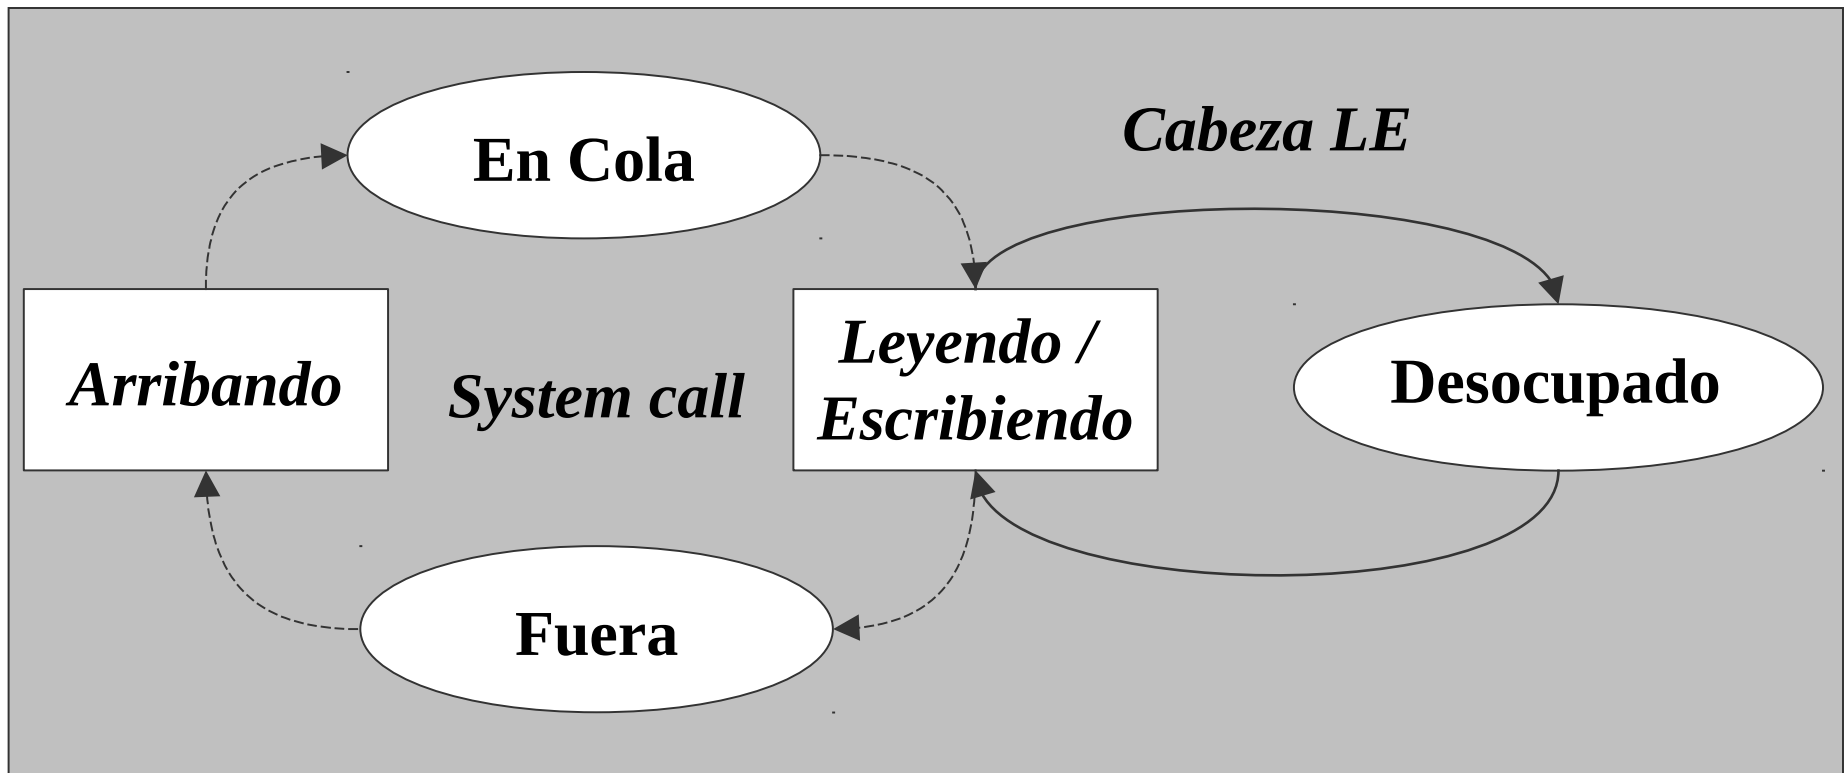 En Cola
Cabeza LE
Arribando
System call
Leyendo /
Escribiendo
Desocupado
Fuera